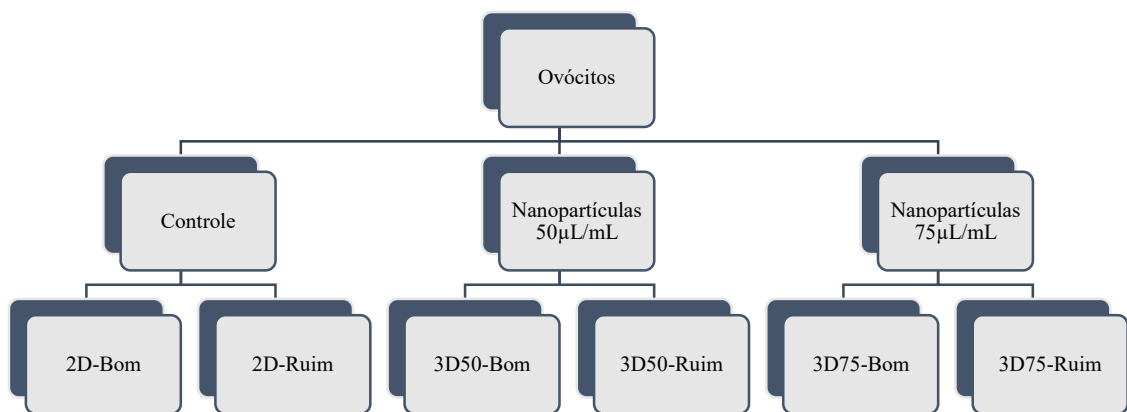 Ovócitos
Controle
Nanopartículas
50µL/mL
Nanopartículas
75µL/mL
2D-Bom
2D-Ruim
3D50-Bom
3D50-Ruim
3D75-Bom
3D75-Ruim